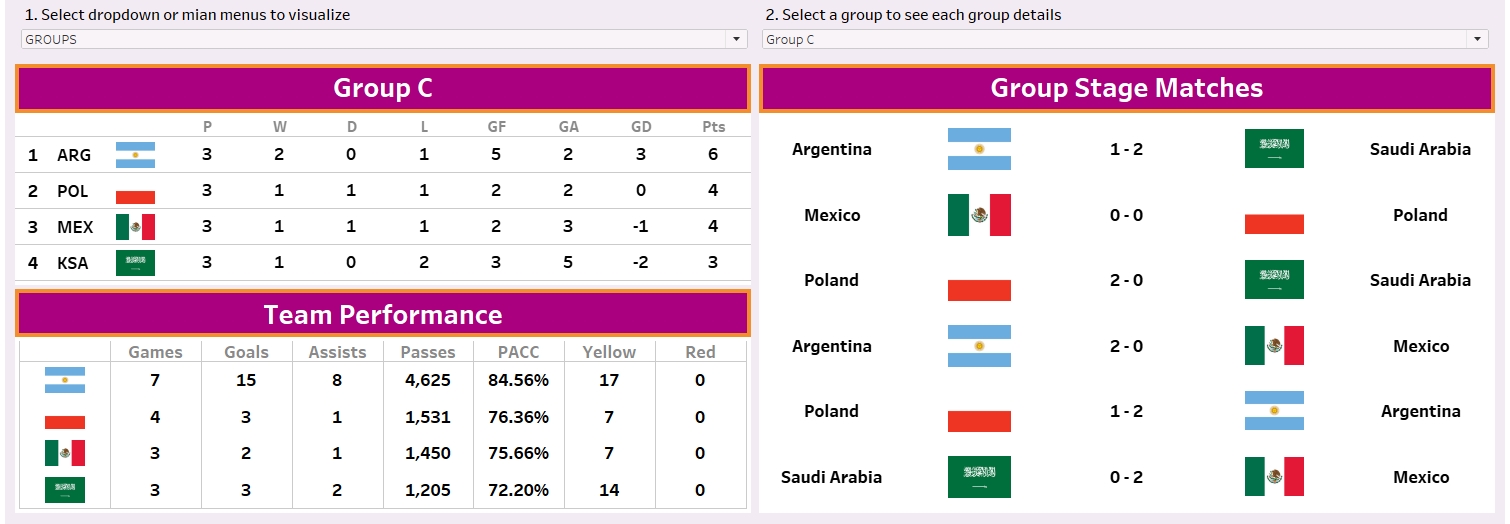 1. Select dropdown or mian menus to visualize
GROUPS
Group C
P W D L GF GA GD Pts
1 ARG 3 2 0 1 5 2 3 6
2 POL 3 1 1 1 2 2 0 4
3 MEX 3 1 1 1 2 3 -1 4
4 KSA 3 1 0 2 3 5 -2 3
Team Performance
Games Goals Assists Passes PACC Yellow Red
7 15 8 4,625 84.56% 17 0
4 3 1 1,531 76.36% 7 0
3 2 1 1,450 75.66% 7 0
3 3 2 1,205 72.20% 14 0
2. Select a group to see each group details
Group C
Group Stage Matches
Argentina 1 - 2 Saudi Arabia
Mexico 0 - 0 Poland
Poland 2 - 0 Saudi Arabia
Argentina 2 - 0 Mexico
Poland 1 - 2 Argentina
Saudi Arabia 0 - 2 Mexico